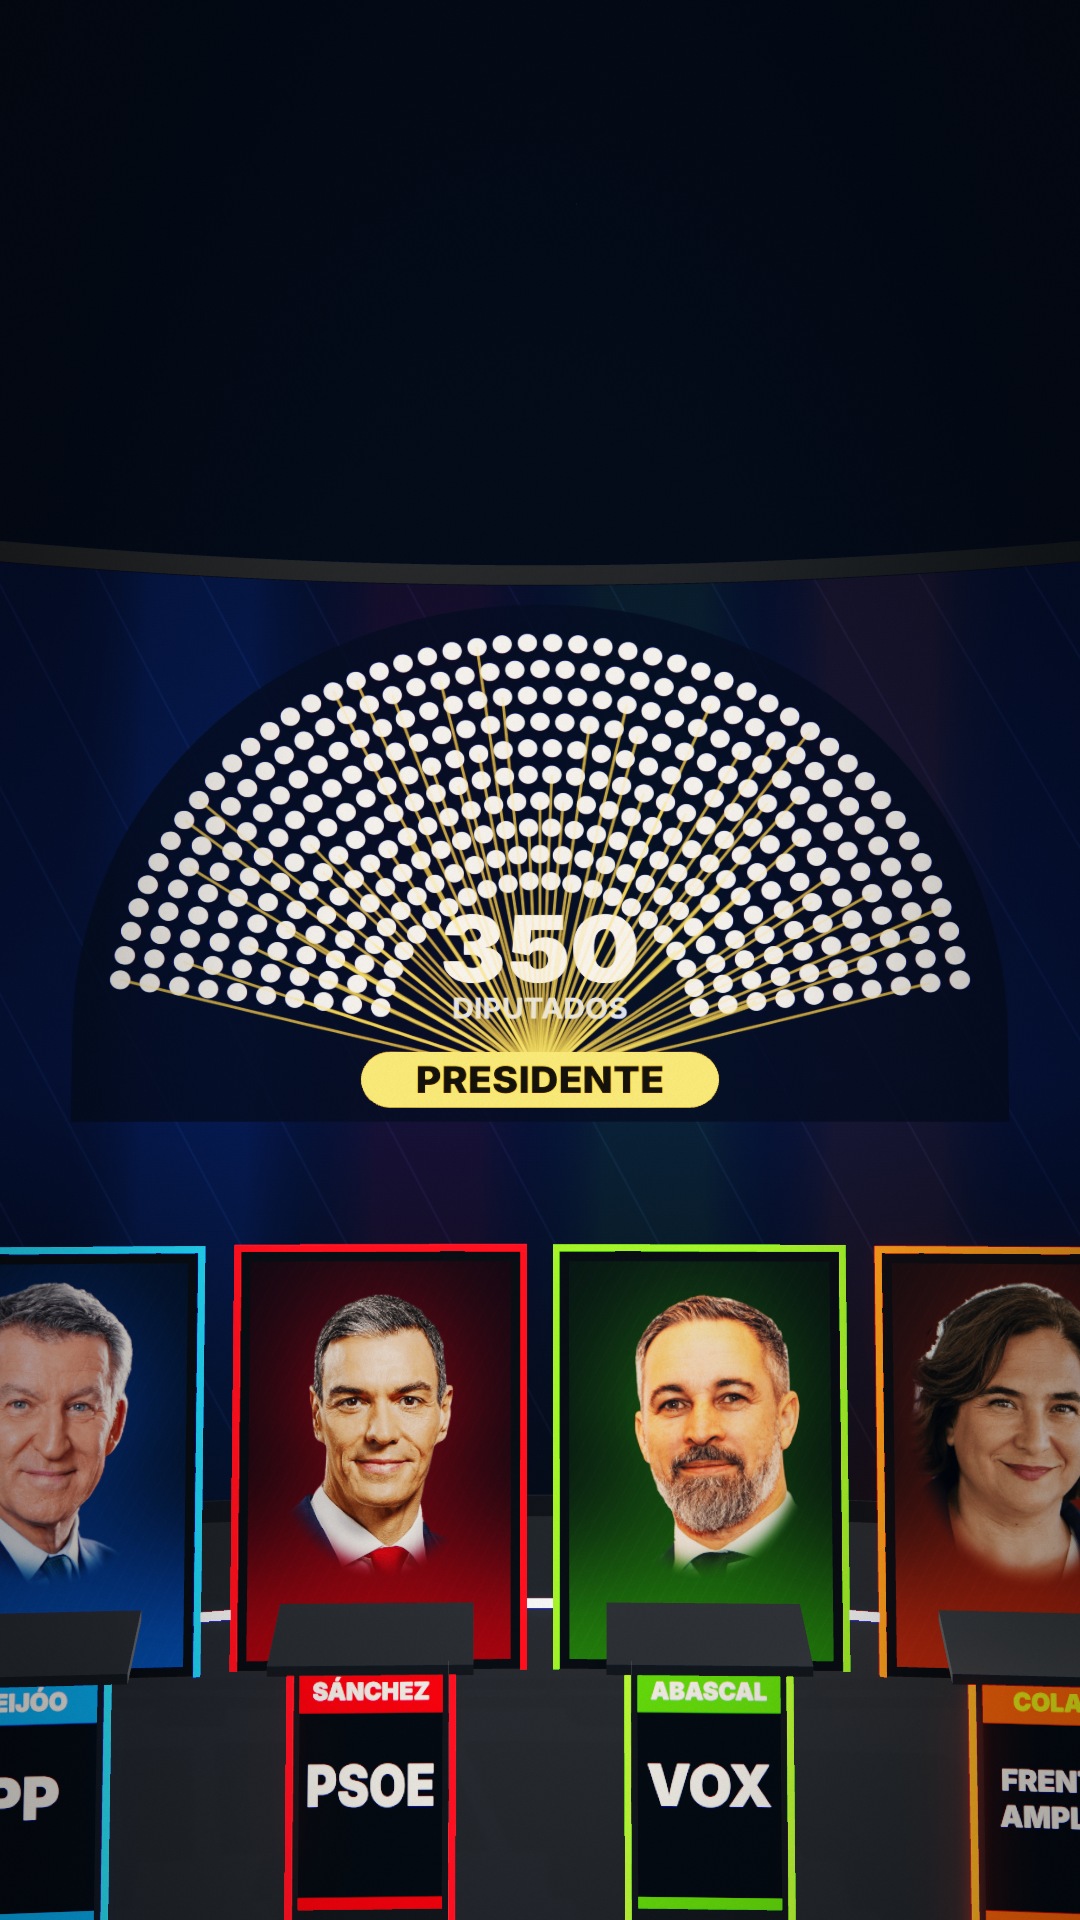 350
DIPUTADOS
PRESIDENTE
EIJÓO
PP
SÁNCHEZ
PSOE
ABASCAL
VOX
COLA
FRENT
AMPL